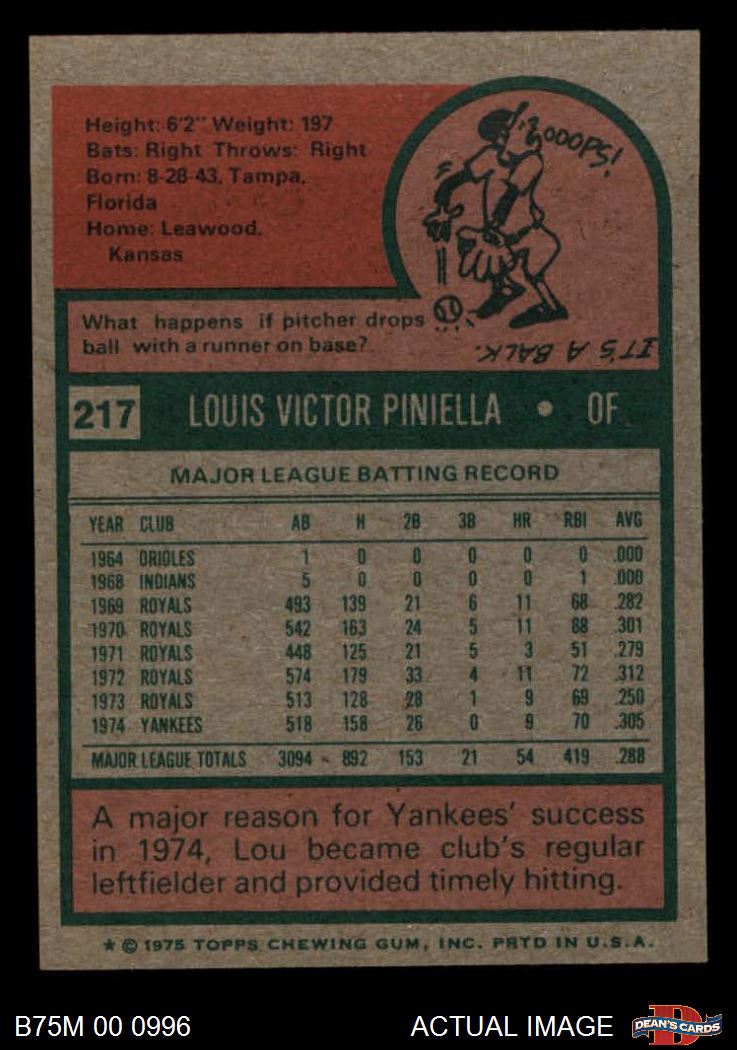 Height: 6'2" Weight: 197
Bats: Right Throws: Right
Born: 8-28-43, Tampa,
Florida
Home: Leawood,
Kansas
OOOPS!
What happens if pitcher drops
ball with a runner on base?
IT'S A BALK.
217 LOUIS VICTOR PINIELLA • OF
MAJOR LEAGUE BATTING RECORD
YEAR CLUB AB H 2B 3B HR RBI AVG
1964 ORIOLES 1 0 0 0 0 0 .000
1968 INDIANS 5 0 0 0 0 1 .000
1969 ROYALS 493 139 21 6 11 68 .282
1970 ROYALS 542 163 24 5 11 88 .301
1971 ROYALS 448 125 21 5 3 51 .279
1972 ROYALS 574 179 33 4 11 72 .312
1973 ROYALS 513 128 28 1 9 69 .250
1974 YANKEES 518 158 26 0 9 70 .305
MAJOR LEAGUE TOTALS 3094 892 153 21 54 419 .288
A major reason for Yankees' success
in 1974, Lou became club's regular
leftfielder and provided timely hitting.
* © 1975 TOPPS CHEWING GUM, INC. PRTD IN U.S.A.
B75M 00 0996 ACTUAL IMAGE D DEAN'S CARDS